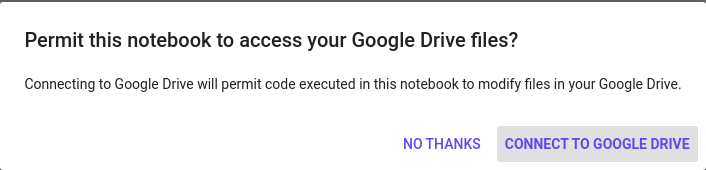 Permit this notebook to access your Google Drive files?
Connecting to Google Drive will permit code executed in this notebook to modify files in your Google Drive.
NO THANKS CONNECT TO GOOGLE DRIVE